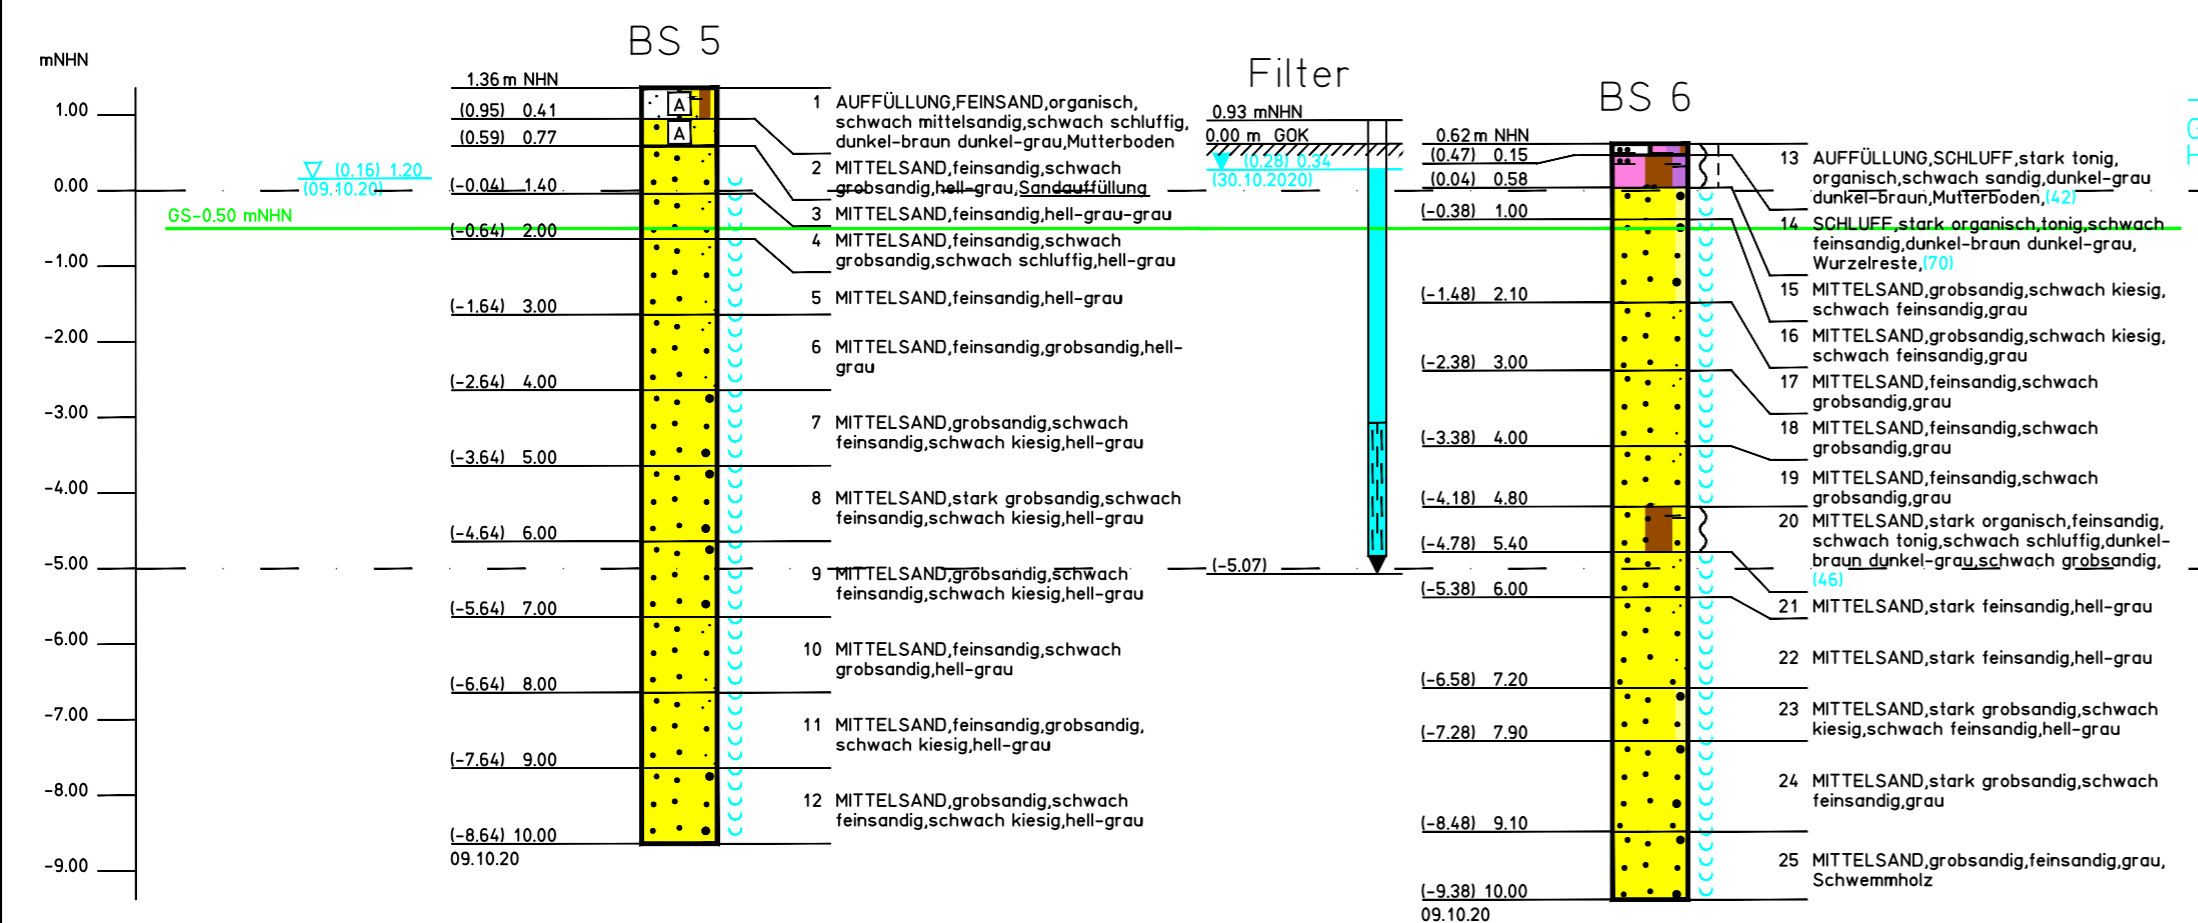 mNHN
1.00
0.00
-1.00
-2.00
-3.00
-4.00
-5.00
-6.00
-7.00
-8.00
-9.00
GS-0.50 mNHN
(0.16) 1.20
(09.10.20)
BS 5
1.36 m NHN
(0.95) 0.41
(0.59) 0.77
(-0.04) 1.40
(-0.64) 2.00
(-1.64) 3.00
(-2.64) 4.00
(-3.64) 5.00
(-4.64) 6.00
(-5.64) 7.00
(-6.64) 8.00
(-7.64) 9.00
(-8.64) 10.00
09.10.20
A
A
1 AUFFÜLLUNG,FEINSAND,organisch,
schwach mittelsandig,schwach schluffig,
dunkel-braun dunkel-grau,Mutterboden
2 MITTELSAND,feinsandig,schwach
grobsandig,hell-grau,Sandauffüllung
3 MITTELSAND,feinsandig,hell-grau-grau
4 MITTELSAND,feinsandig,schwach
grobsandig,schwach schluffig,hell-grau
5 MITTELSAND,feinsandig,hell-grau
6 MITTELSAND,feinsandig,grobsandig,hell-
grau
7 MITTELSAND,grobsandig,schwach
feinsandig,schwach kiesig,hell-grau
8 MITTELSAND,stark grobsandig,schwach
feinsandig,schwach kiesig,hell-grau
9 MITTELSAND,grobsandig,schwach
feinsandig,schwach kiesig,hell-grau
10 MITTELSAND,feinsandig,schwach
grobsandig,hell-grau
11 MITTELSAND,feinsandig,grobsandig,
schwach kiesig,hell-grau
12 MITTELSAND,grobsandig,schwach
feinsandig,schwach kiesig,hell-grau
Filter
0.93 mNHN
0.00 m GOK
(0.28) 0.34
(30.10.2020)
(-5.07)
BS 6
0.62 m NHN
(0.47) 0.15
(0.04) 0.58
(-0.38) 1.00
(-1.48) 2.10
(-2.38) 3.00
(-3.38) 4.00
(-4.18) 4.80
(-4.78) 5.40
(-5.38) 6.00
(-6.58) 7.20
(-7.28) 7.90
(-8.48) 9.10
(-9.38) 10.00
09.10.20
13 AUFFÜLLUNG,SCHLUFF,stark tonig,
organisch,schwach sandig,dunkel-grau
dunkel-braun,Mutterboden,(42)
14 SCHLUFF,stark organisch,tonig,schwach
feinsandig,dunkel-braun dunkel-grau,
Wurzelreste,(70)
15 MITTELSAND,grobsandig,schwach kiesig,
schwach feinsandig,grau
16 MITTELSAND,grobsandig,schwach kiesig,
schwach feinsandig,grau
17 MITTELSAND,feinsandig,schwach
grobsandig,grau
18 MITTELSAND,feinsandig,schwach
grobsandig,grau
19 MITTELSAND,feinsandig,schwach
grobsandig,grau
20 MITTELSAND,stark organisch,feinsandig,
schwach tonig,schwach schluffig,dunkel-
braun dunkel-grau,schwach grobsandig,
(46)
21 MITTELSAND,stark feinsandig,hell-grau
22 MITTELSAND,stark feinsandig,hell-grau
23 MITTELSAND,stark grobsandig,schwach
kiesig,schwach feinsandig,hell-grau
24 MITTELSAND,stark grobsandig,schwach
feinsandig,grau
25 MITTELSAND,grobsandig,feinsandig,grau,
Schwemmholz